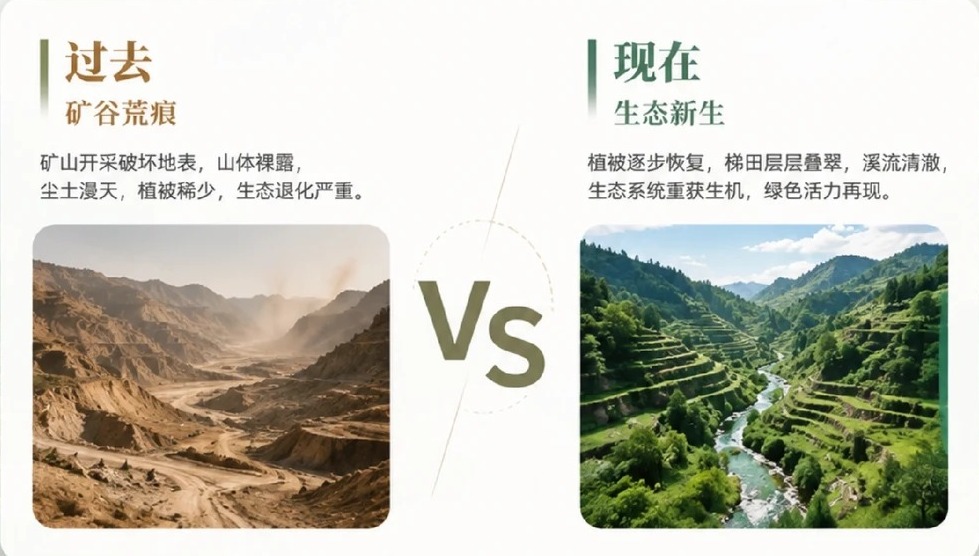 过去
矿谷荒痕
矿山开采破坏地表，山体裸露，
尘土漫天，植被稀少，生态退化严重。
VS
现在
生态新生
植被逐步恢复，梯田层层叠翠，溪流清澈，
生态系统重获生机，绿色活力再现。